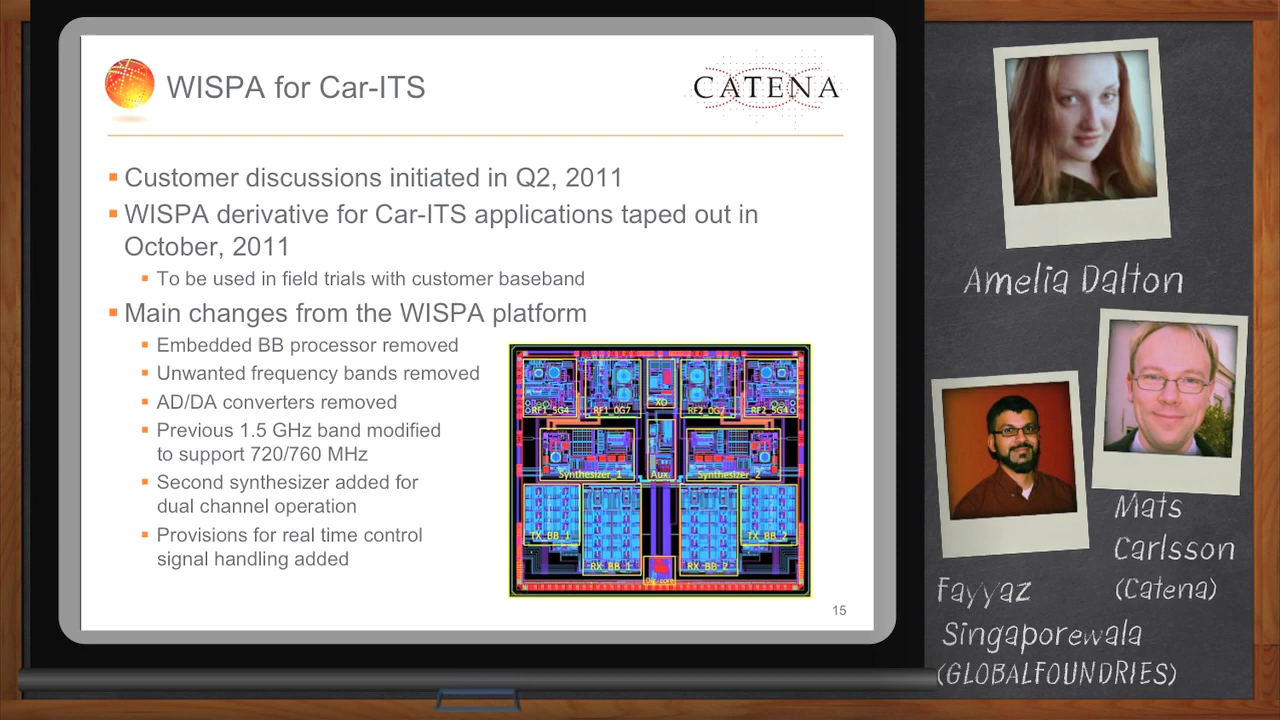 WISPA for Car-ITS
CATENA
Customer discussions initiated in Q2, 2011
WISPA derivative for Car-ITS applications taped out in
October, 2011
To be used in field trials with customer baseband
Main changes from the WISPA platform
Embedded BB processor removed
Unwanted frequency bands removed
AD/DA converters removed
Previous 1.5 GHz band modified
to support 720/760 MHz
Second synthesizer added for
dual channel operation
Provisions for real time control
signal handling added
RF1_5G4
RF1_0G7
XO
RF2_0G7
RF2_5G4
Synthesizer_1
Aux
Synthesizer_2
TX_BB_1
TX_BB_2
RX_BB_1
RX_BB_2
15
Amelia Dalton
Mats
Carlsson
(Catena)
Fayyaz
Singaporewala
(GLOBALFOUNDRIES)